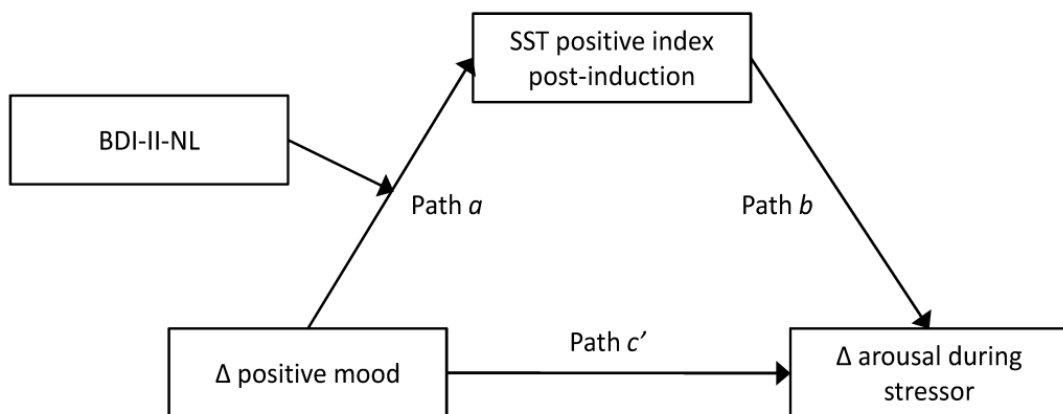 SST positive index
post-induction
BDI-II-NL
Path a
Path b
Path c’
Δ positive mood
Δ arousal during
stressor